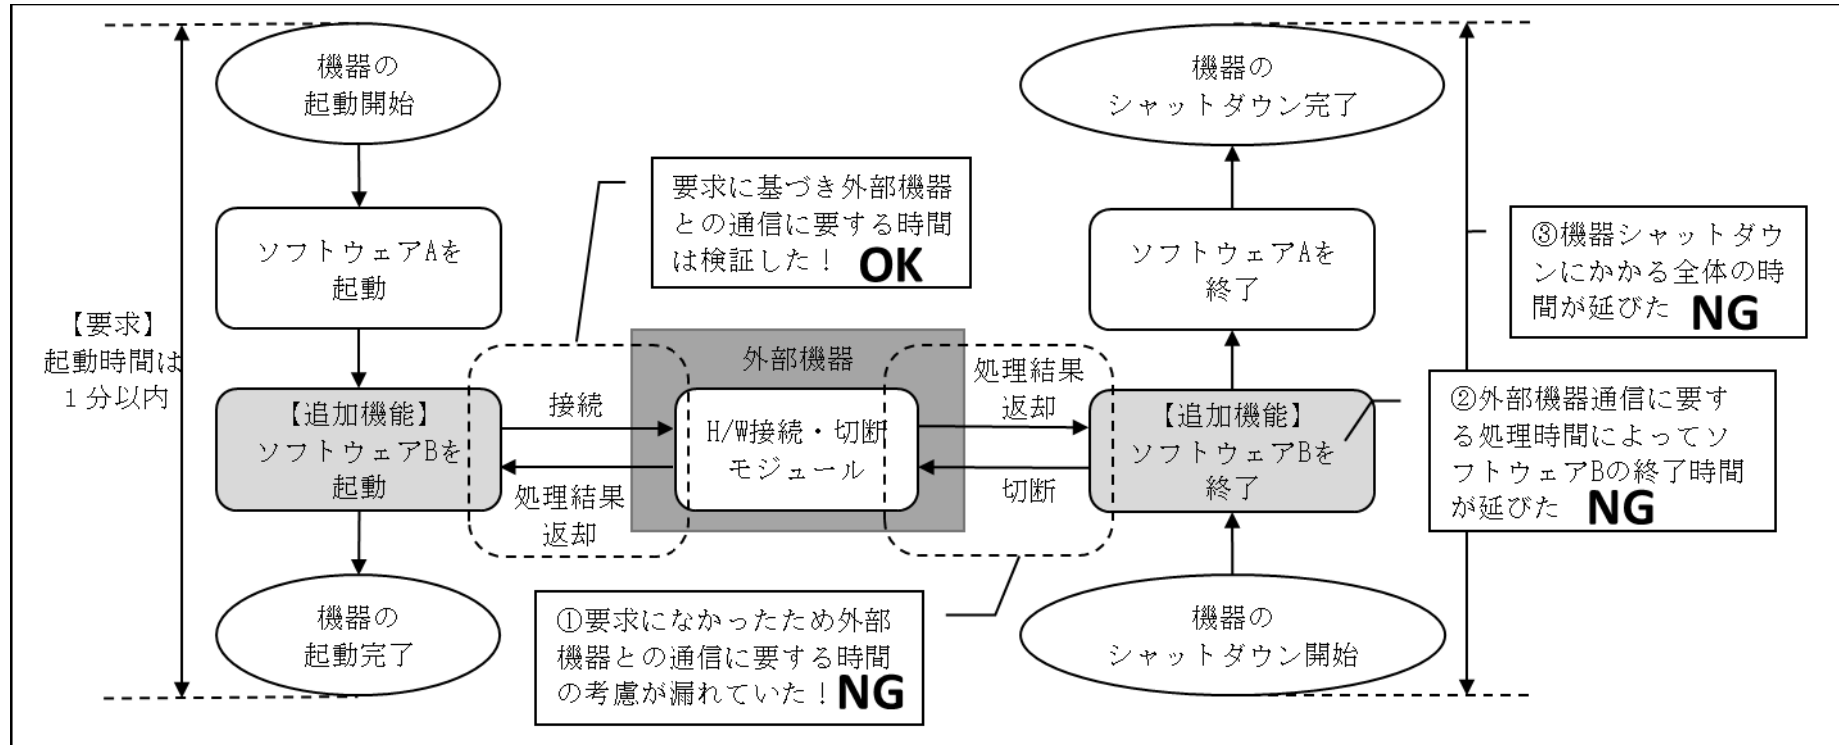 機器の
起動開始
ソフトウェアAを
起動
【要求】
起動時間は
1分以内
【追加機能】
ソフトウェアBを
起動
機器の
起動完了
要求に基づき外部機器
との通信に要する時間
は検証した！ OK
接続
処理結果
返却
外部機器
H/W接続・切断
モジュール
処理結果
返却
切断
①要求になかったため外部
機器との通信に要する時間
の考慮が漏れていた！NG
機器の
シャットダウン完了
ソフトウェアAを
終了
【追加機能】
ソフトウェアBを
終了
機器の
シャットダウン開始
③機器シャットダウ
ンにかかる全体の時
間が延びた NG
②外部機器通信に要す
る処理時間によってソ
フトウェアBの終了時間
が延びた NG